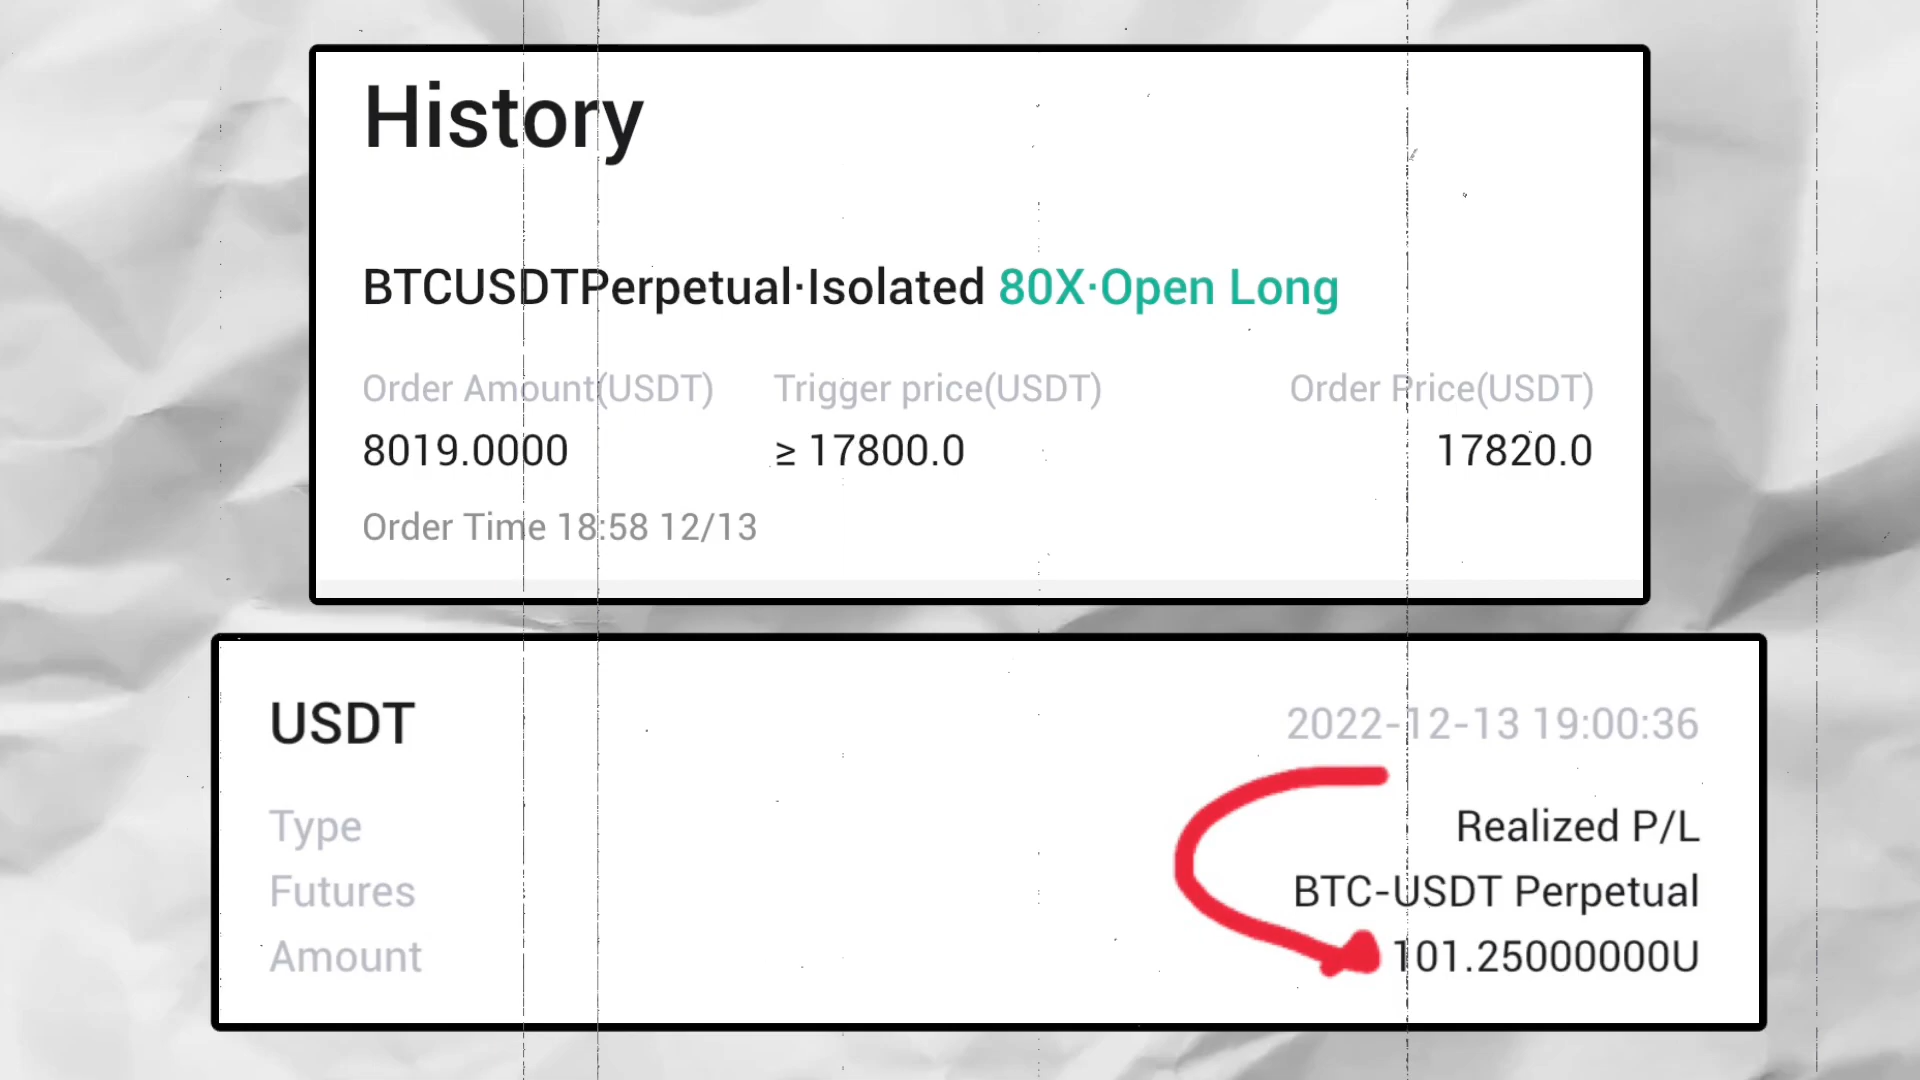 History
BTCUSDTPerpetual·Isolated 80X·Open Long
Order Amount(USDT) Trigger price(USDT) Order Price(USDT)
8019.0000 ≥ 17800.0 17820.0
Order Time 18:58 12/13
USDT 2022-12-13 19:00:36
Type Realized P/L
Futures BTC-USDT Perpetual
Amount 101.25000000U